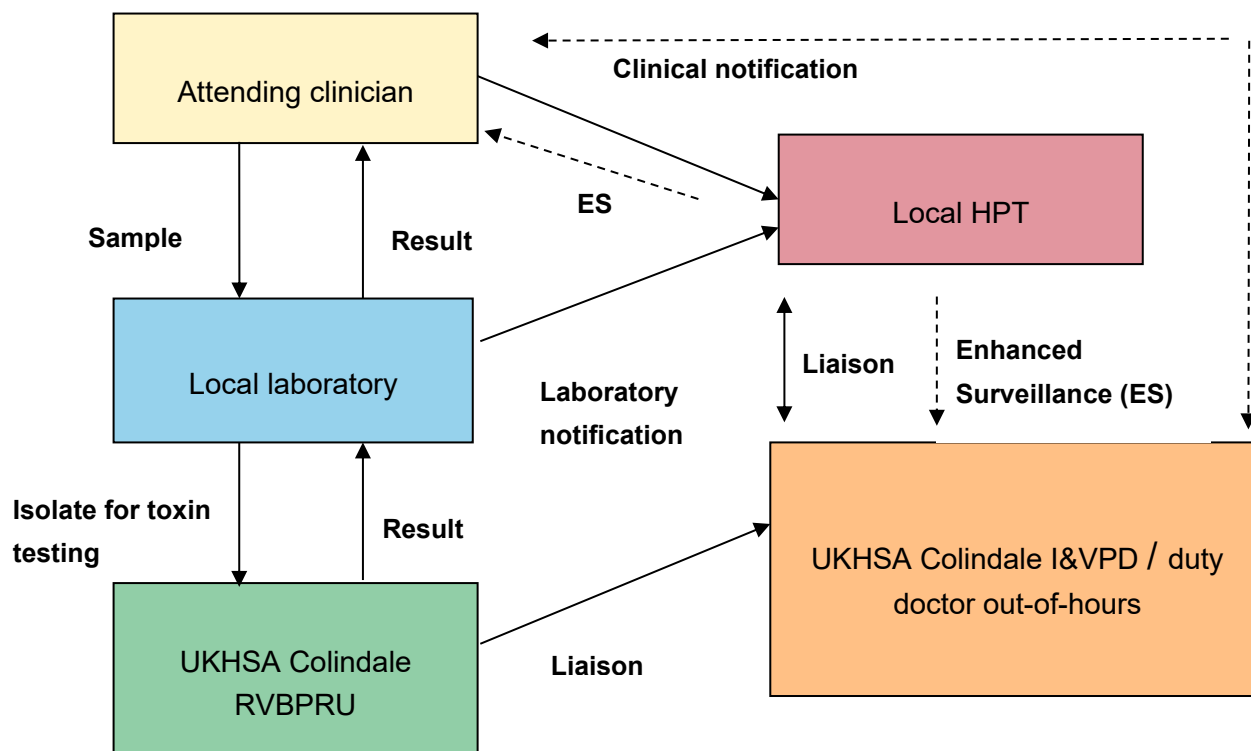 Clinical notification
Attending clinician
ES
Local HPT
Sample
Result
Local laboratory
Liaison
Enhanced
Surveillance (ES)
Laboratory
notification
Isolate for toxin
testing
Result
UKHSA Colindale I&VPD / duty
doctor out-of-hours
UKHSA Colindale
RVBPRU
Liaison